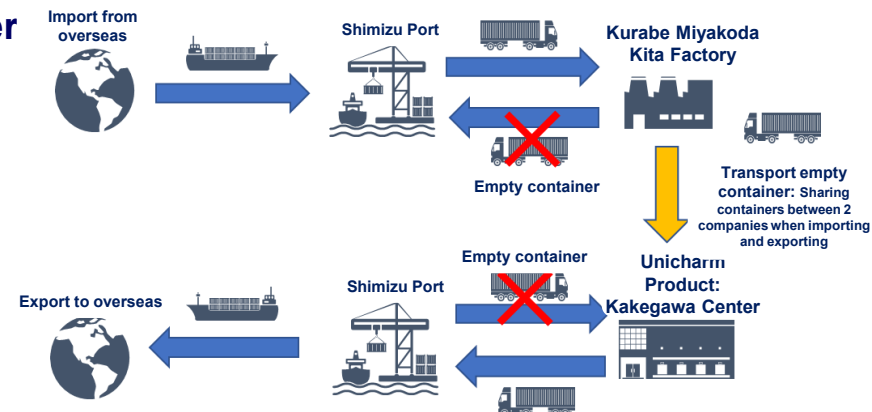 er
Import from
overseas
Shimizu Port
Kurabe Miyakoda
Kita Factory
Empty container
Transport empty
container: Sharing
containers between 2
companies when importing
and exporting
Empty container
Unicharm
Product:
Kakegawa Center
Shimizu Port
Export to overseas